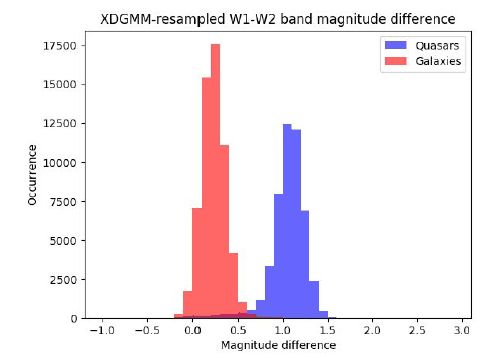 XDGMM-resampled W1-W2 band magnitude difference
Quasars
Galaxies
17500
15000
12500
10000
7500
5000
2500
0
Occurrence
−1.0 −0.5 0.0 0.5 1.0 1.5 2.0 2.5 3.0
Magnitude difference